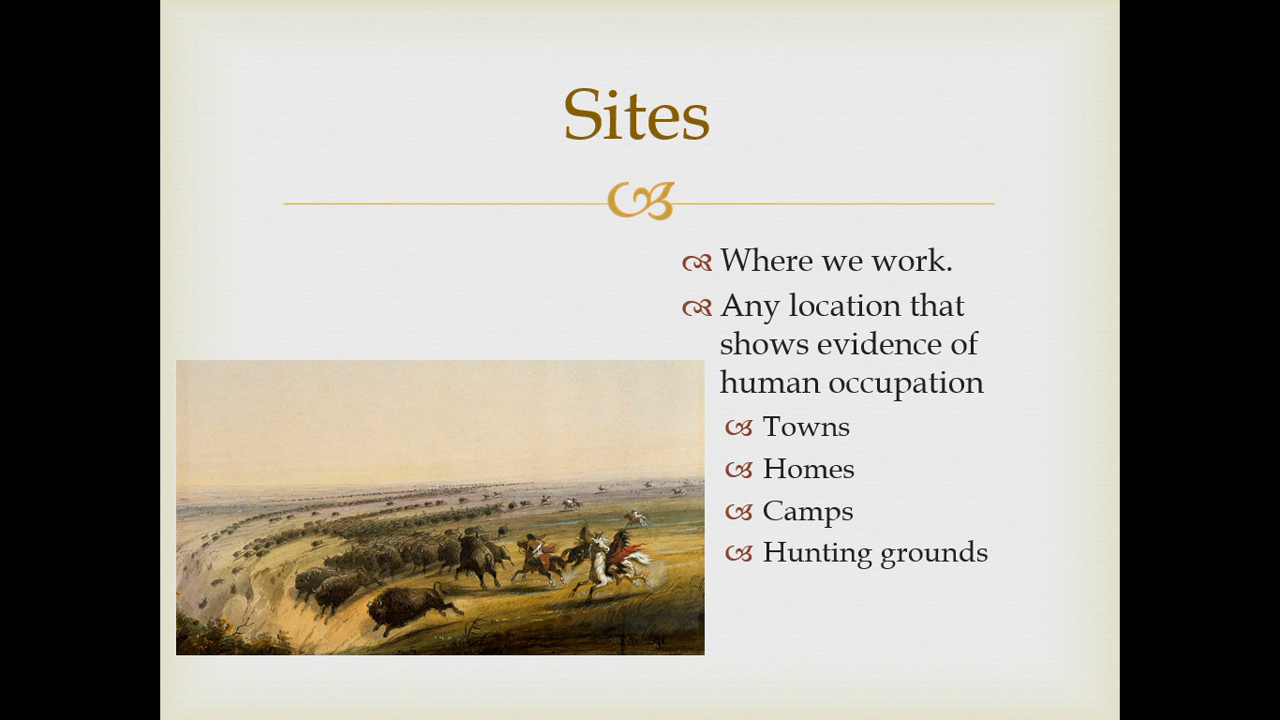 Sites
Where we work.
Any location that
shows evidence of
human occupation
Towns
Homes
Camps
Hunting grounds